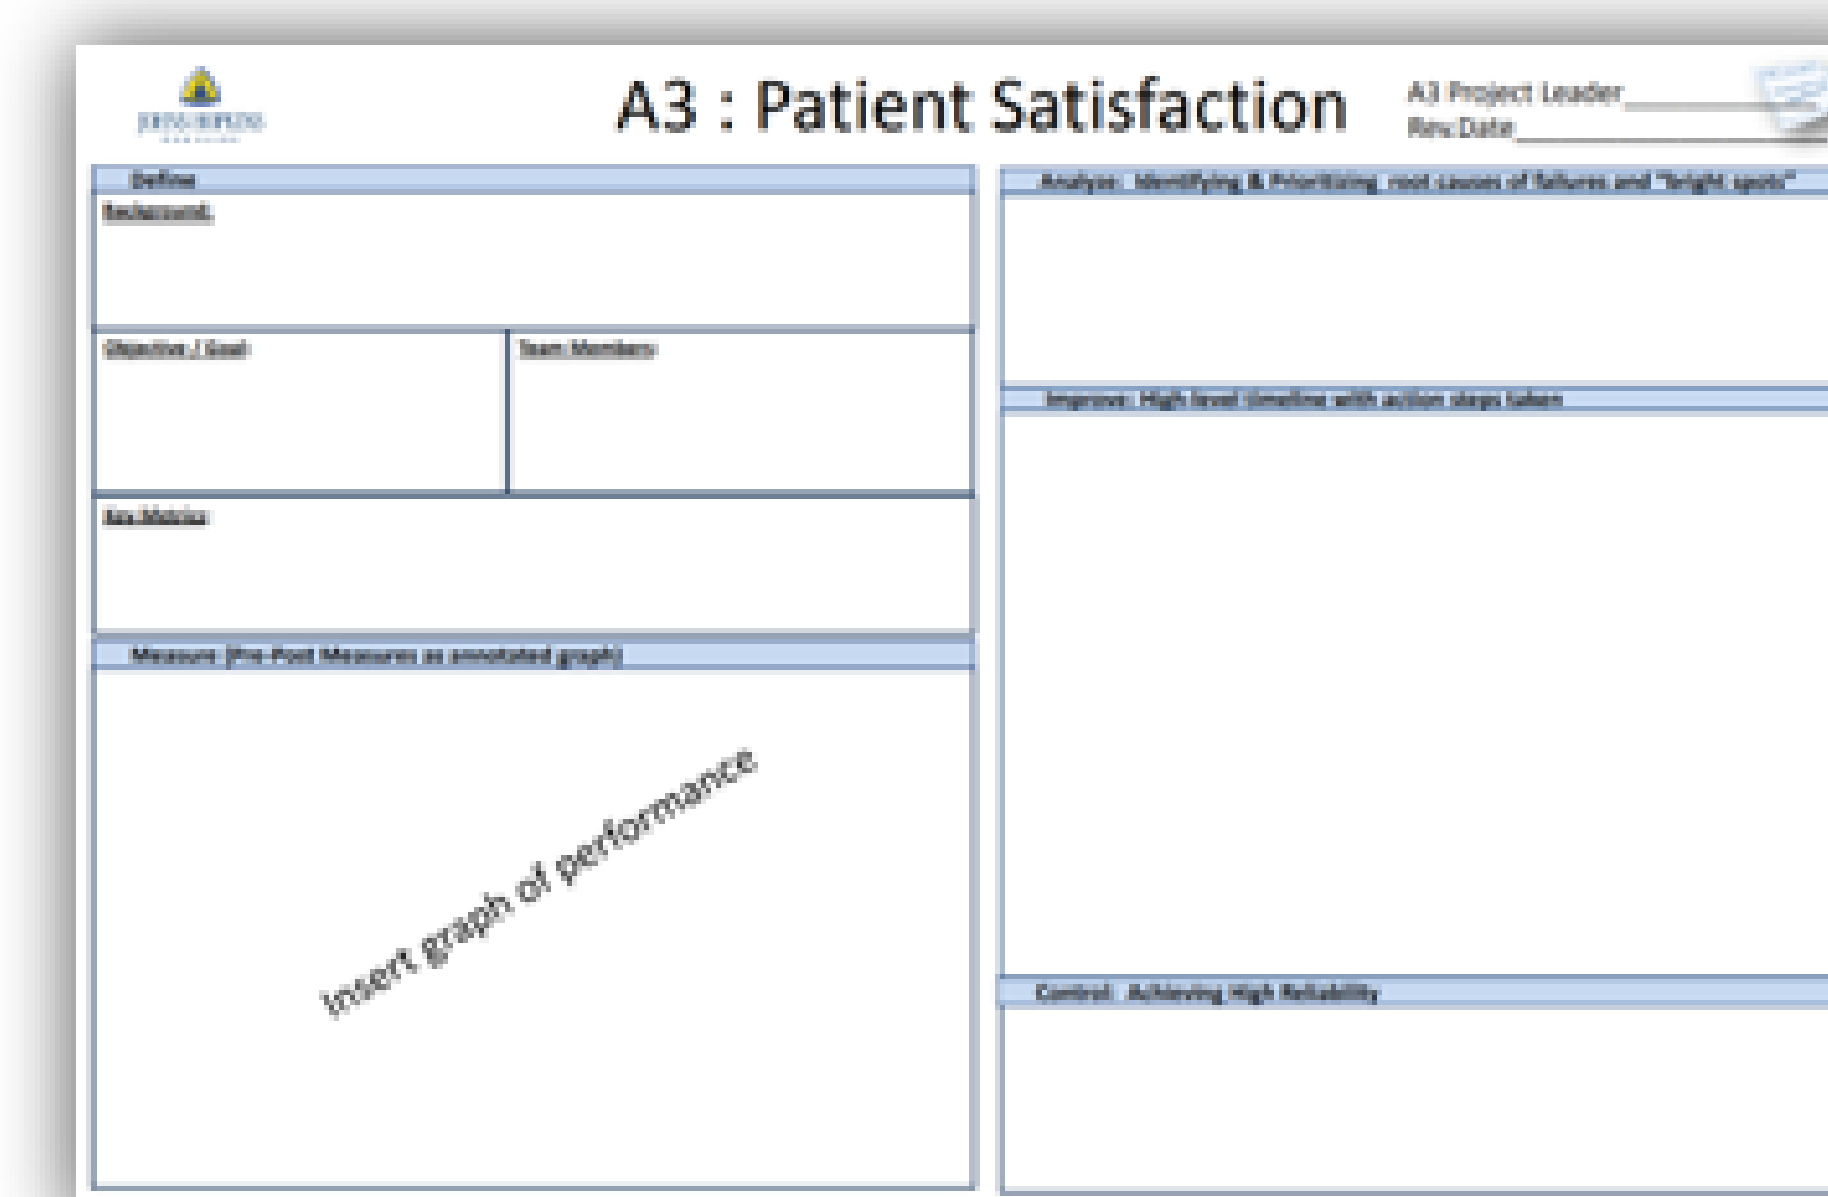 JOHNS HOPKINS
A3 : Patient Satisfaction
A3 Project Leader
Rev.Date
Define
Background:
Objective / Goal:
Team Members:
Key Metrics:
Measure (Pre-Post Measures as annotated graph)
Insert graph of performance
Analyze: Identifying & Prioritizing root causes of failures and "bright spots"
Improve: High level timeline with action steps taken
Control: Achieving High Reliability